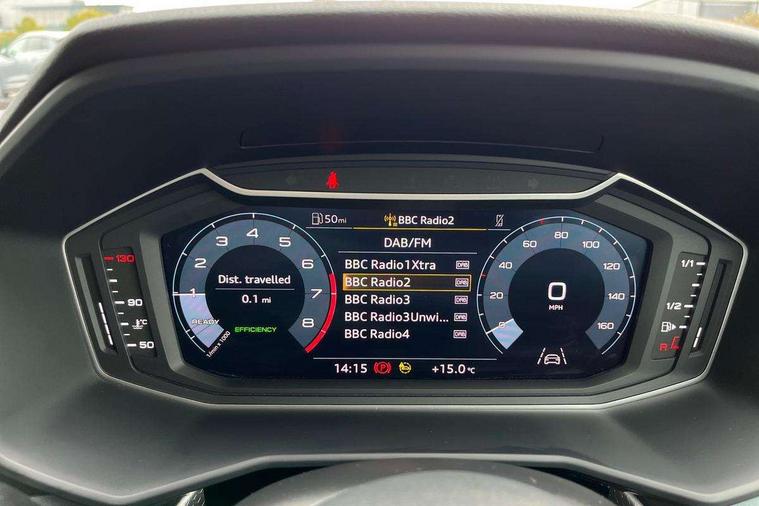 50mi
BBC Radio2
DAB/FM
BBC Radio1Xtra DAB
BBC Radio2 DAB
BBC Radio3 DAB
BBC Radio3Unwi... DAB
BBC Radio4 DAB
14:15 P +15.0°C
1
2
3
4
5
6
7
8
Dist. travelled
0.1 mi
READY
EFFICIENCY
1/min x 1000
0
20
40
60
80
100
120
140
160
0
MPH
130
90
°C
50
1/1
1/2
R